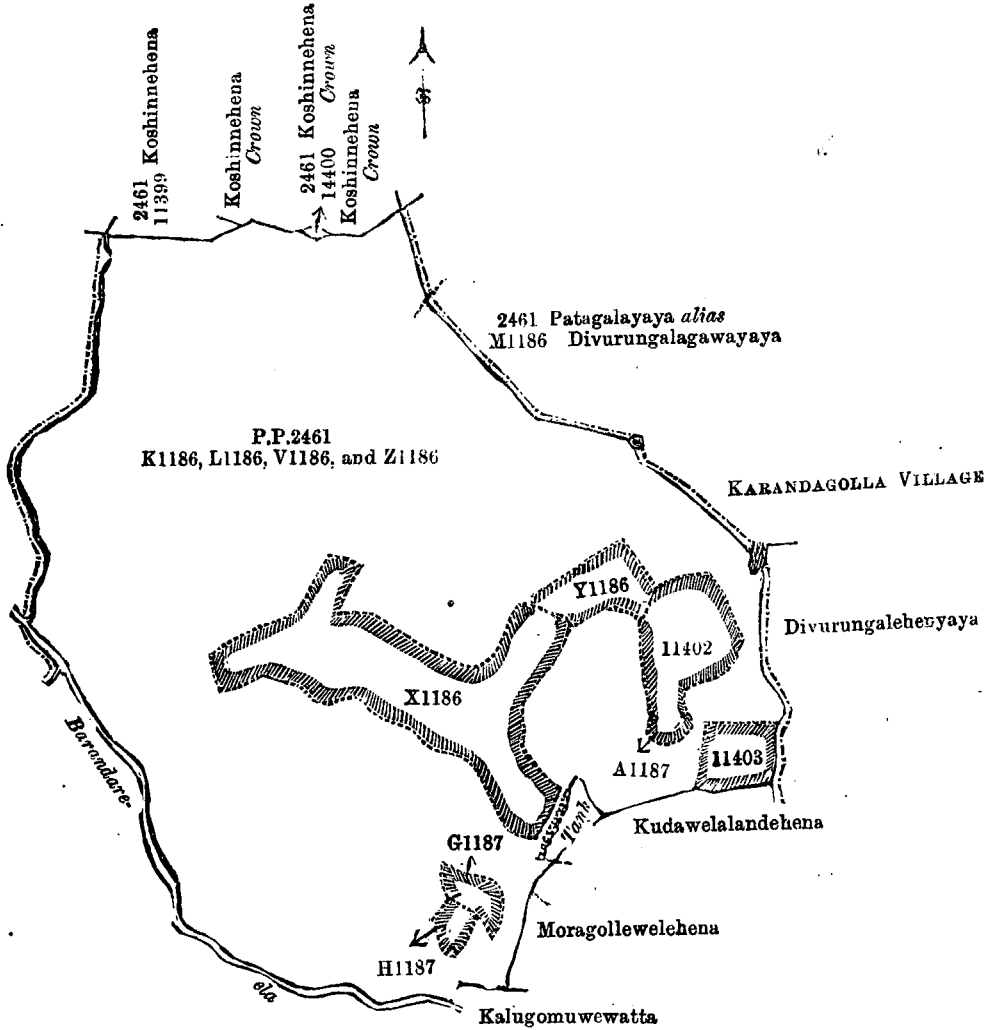 2461 Koshinnehena
11399
Koshinnehena
Crown
2461 Koshinnehena
14400 Crown
Koshinnehena
Crown
2461 Patagalayaya alias
M1186 Divurungalagawayaya
P.P.2461
K1186, L1186, V1186, and Z1186
KARANDAGOLLA VILLAGE
Y1186
Divurungalehenyaya
11402
X1186
Barandare-
A1187
11403
Tank
Kudawelalandehena
G1187
Moragollewelehena
H1187
ela
Kalugomuwewatta